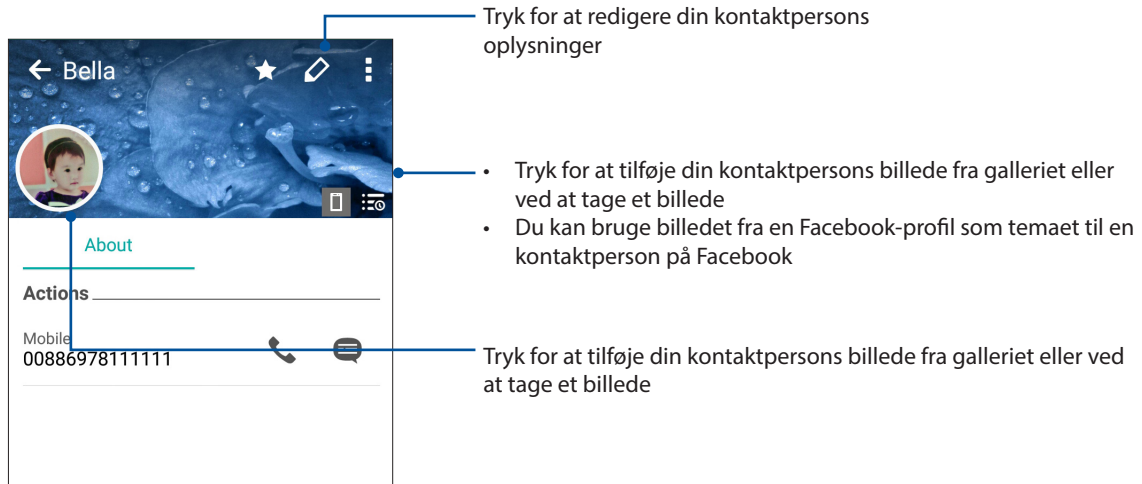 Tryk for at redigere din kontaktpersons
oplysninger
Bella
• Tryk for at tilføje din kontaktpersons billede fra galleriet eller
ved at tage et billede
• Du kan bruge billedet fra en Facebook-profil som temaet til en
kontaktperson på Facebook
About
Actions
Mobile
00886978111111
Tryk for at tilføje din kontaktpersons billede fra galleriet eller ved
at tage et billede